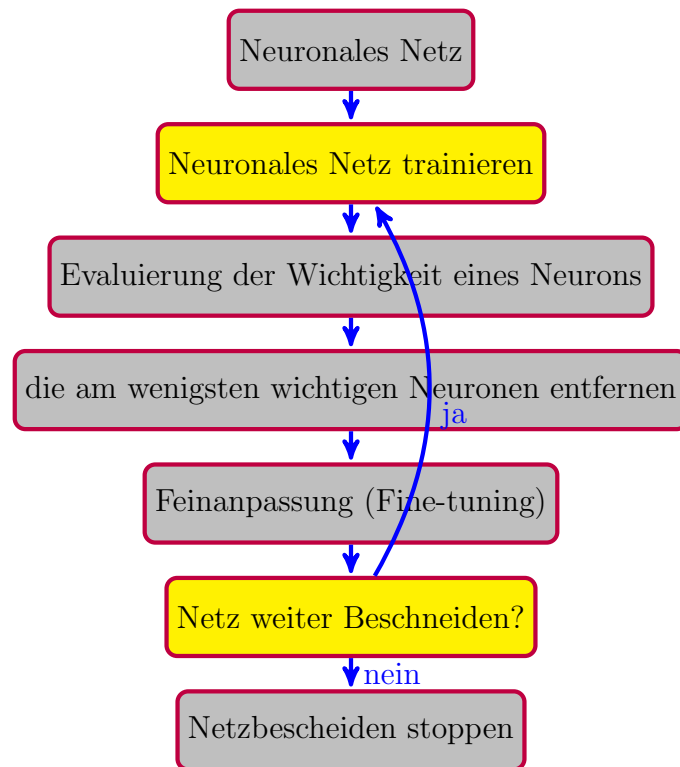 Neuronales Netz
Neuronales Netz trainieren
Evaluierung der Wichtigkeit eines Neurons
die am wenigsten wichtigen Neuronen entfernen
ja
Feinanpassung (Fine-tuning)
Netz weiter Beschneiden?
nein
Netzbescheiden stoppen